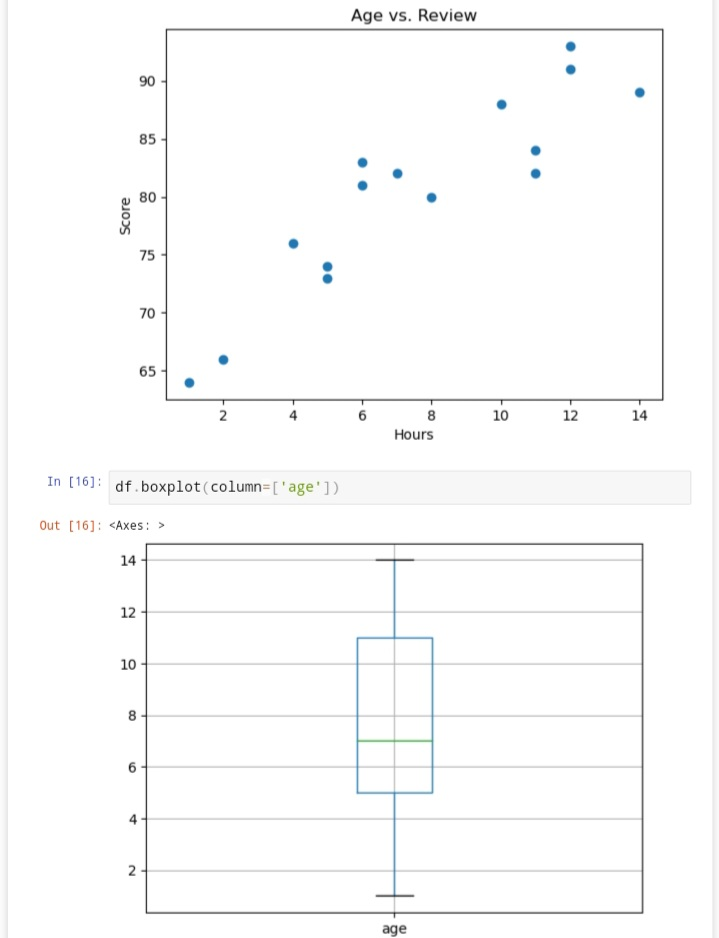 Age vs. Review
90
85
80
75
70
65
Score
2 4 6 8 10 12 14
Hours
In [16]: df.boxplot(column=['age'])
Out [16]: <Axes: >
14
12
10
8
6
4
2
age